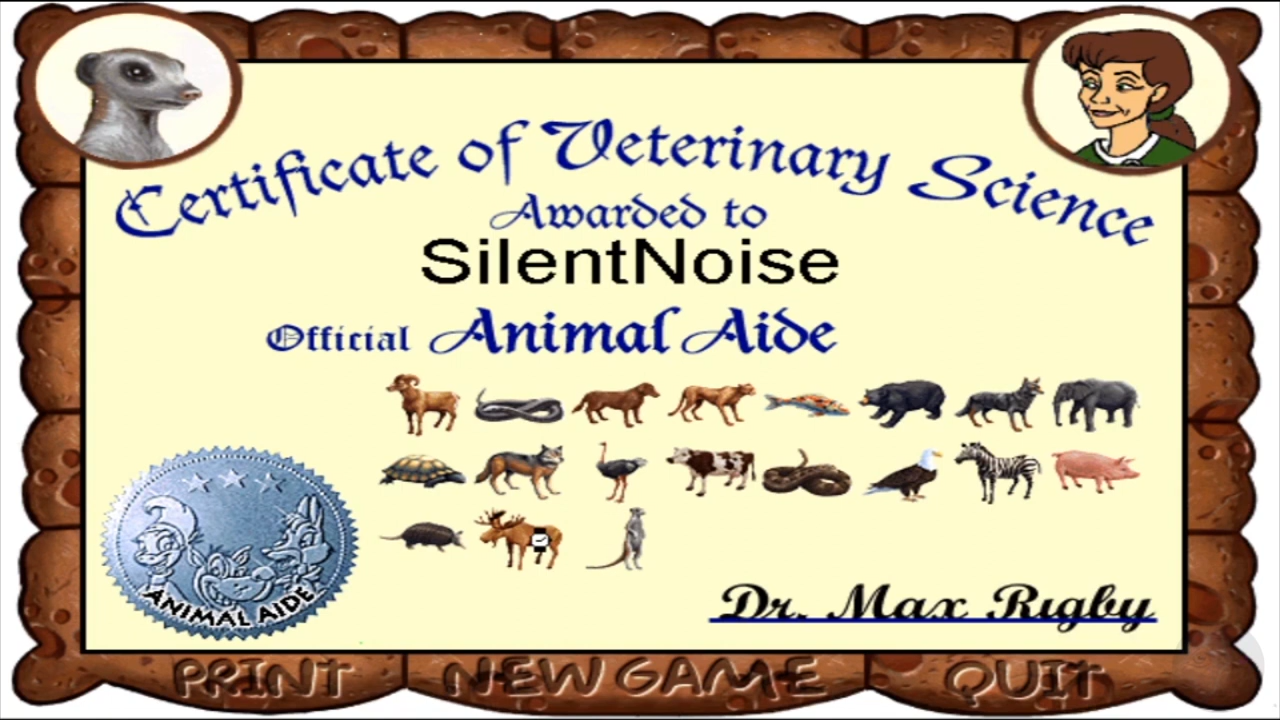 Certificate of Veterinary Science
Awarded to
SilentNoise
Official Animal Aide
ANIMAL AIDE
Dr. Max Rigby
PRINT NEW GAME QUIT